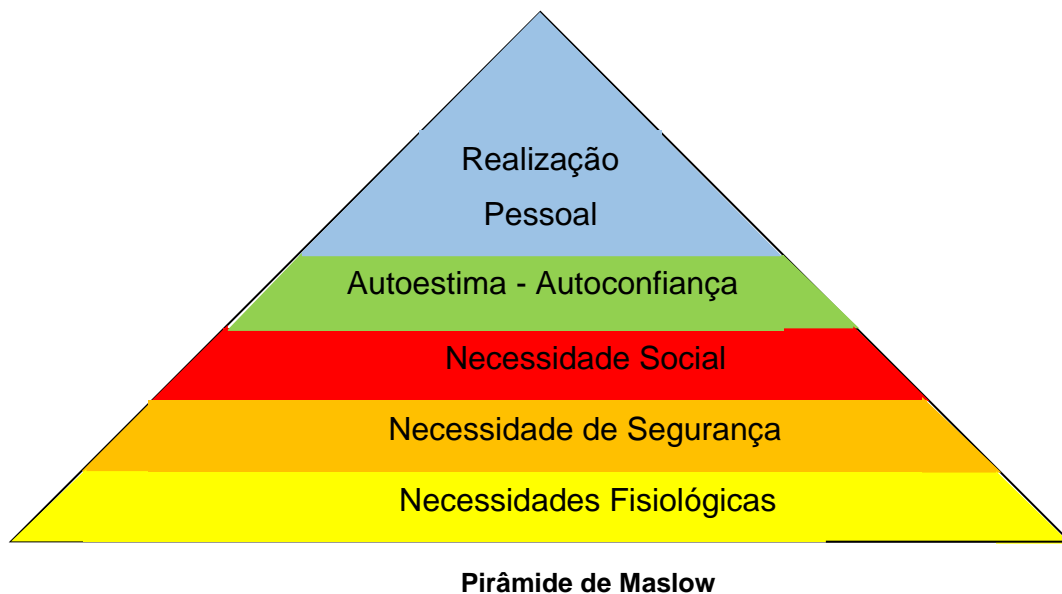 Realização
Pessoal
Autoestima - Autoconfiança
Necessidade Social
Necessidade de Segurança
Necessidades Fisiológicas
Pirâmide de Maslow